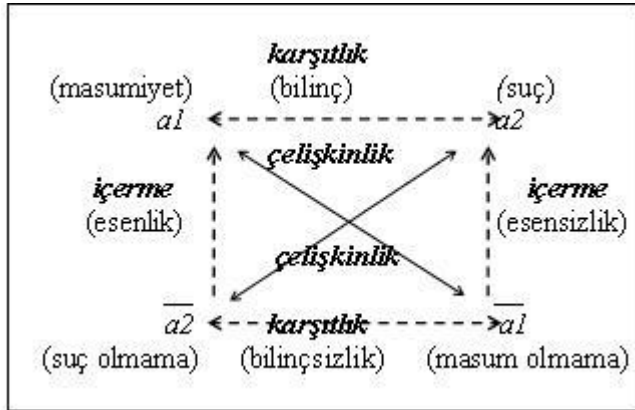 karşıtlık
(masumiyet) (bilinç) (suç)
a1 a2
çelişkinlik
içerme içerme
(esenlik) (esensizlik)
çelişkinlik
a2 karşıtlık a1
(suç olmama) (bilinçsizlik) (masum olmama)